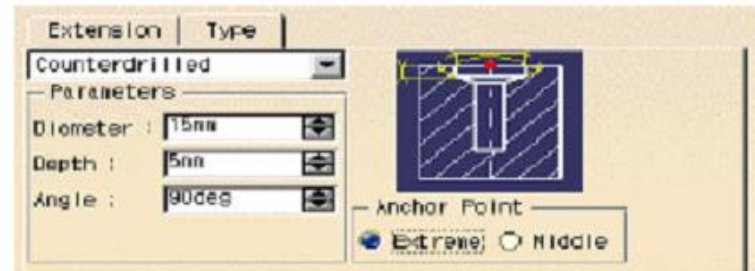 Extension Type
Counterdrilled
Parameters
Diameter : 15mm
Depth : 5mm
Angle : 90deg
Anchor Point
Extreme Middle